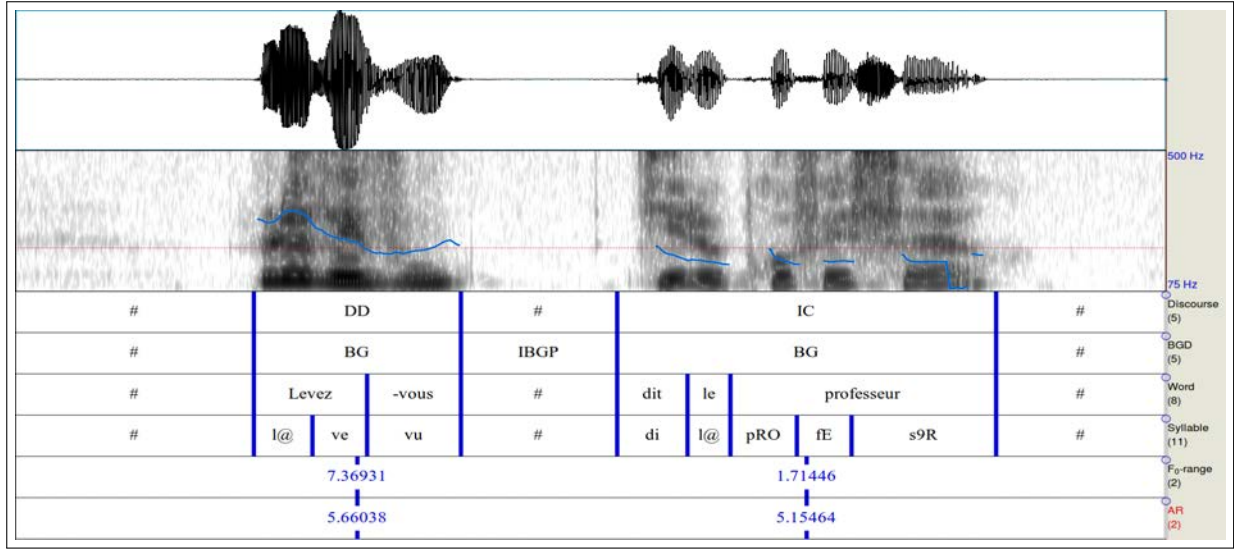 500 Hz
75 Hz
# DD # IC # Discourse (5)
# BG IBGP BG # BGD (5)
# Levez -vous # dit le professeur # Word (8)
# l@ ve vu # di l@ pRO fE s9R # Syllable (11)
7.36931 1.71446 F₀-range (2)
5.66038 5.15464 AR (2)